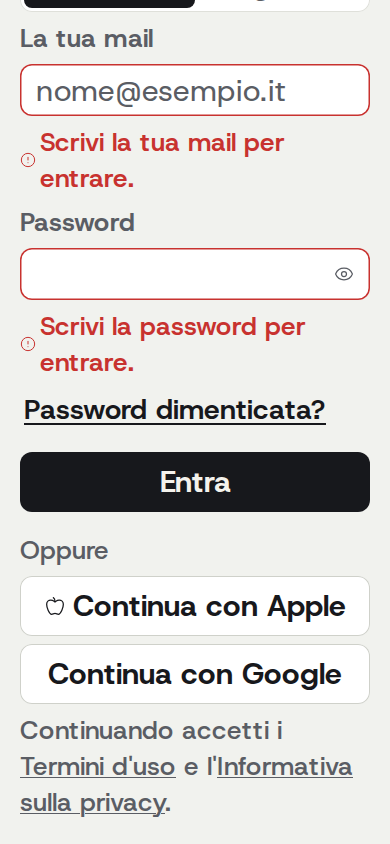 La tua mail
nome@esempio.it
Scrivi la tua mail per
entrare.
Password
Scrivi la password per
entrare.
Password dimenticata?
Entra
Oppure
Continua con Apple
Continua con Google
Continuando accetti i
Termini d'uso e l'Informativa
sulla privacy.